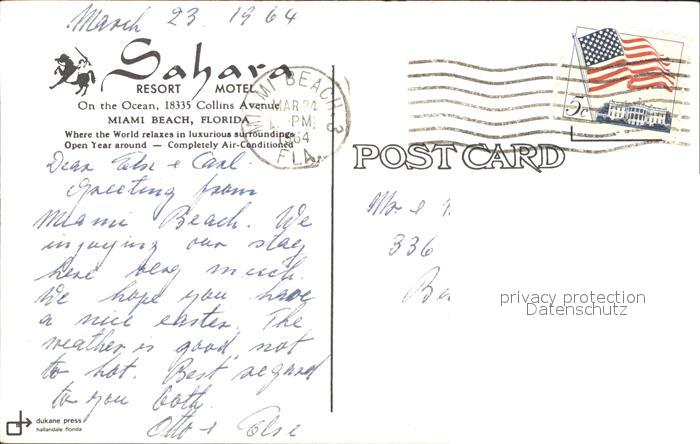 March 23. 1964
Sahara
RESORT MOTEL
On the Ocean, 18335 Collins Avenue
MIAMI BEACH, FLORIDA
Where the World relaxes in luxurious surroundings
Open Year around — Completely Air-Conditioned
Dear Else & Carl.
Greeting from
Miami Beach. We
injoying our stay
here very much.
We hope you have
a nice easter. The
weather is good, not
to hot. Best regard
to you both.
Otto & Else
dukane press
hallandale florida
MIAMI BEACH, 3
MAR 24
PM
1964
FLA.
5c
POST CARD
Mr & 
336
privacy protection
Datenschutz